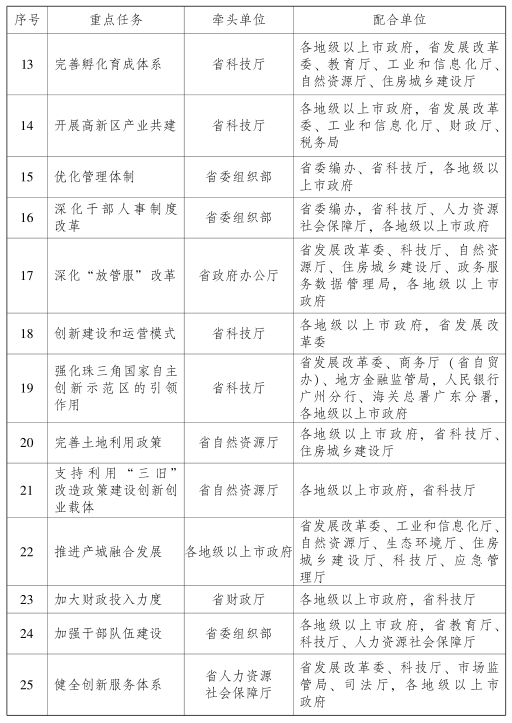 序号 重点任务 牵头单位 配合单位
13 完善孵化育成体系 省科技厅 各地级以上市政府，省发展改革
委、教育厅、工业和信息化厅、
自然资源厅、住房城乡建设厅
14 开展高新区产业共建 省科技厅 各地级以上市政府，省发展改革
委、工业和信息化厅、财政厅、
税务局
15 优化管理体制 省委组织部 省委编办、省科技厅，各地级以
上市政府
16 深化干部人事制度
改革 省委组织部 省委编办，省科技厅、人力资源
社会保障厅，各地级以上市政府
17 深化“放管服”改革 省政府办公厅 省发展改革委、科技厅、自然资
源厅、住房城乡建设厅、政务服
务数据管理局，各地级以上市
政府
18 创新建设和运营模式 省科技厅 各地级以上市政府，省发展改
革委
19 强化珠三角国家自主
创新示范区的引领
作用 省科技厅 省发展改革委、商务厅（省自贸
办）、地方金融监管局，人民银行
广州分行、海关总署广东分署，
各地级以上市政府
20 完善土地利用政策 省自然资源厅 各地级以上市政府，省科技厅、
住房城乡建设厅
21 支持利用“三旧”
改造政策建设创新创
业载体 省自然资源厅 各地级以上市政府，省科技厅
22 推进产城融合发展 各地级以上市政府 省发展改革委、工业和信息化厅、
自然资源厅、生态环境厅、住房
城乡建设厅、科技厅、应急管
理厅
23 加大财政投入力度 省财政厅 各地级以上市政府，省科技厅
24 加强干部队伍建设 省委组织部 各地级以上市政府，省教育厅、
科技厅、人力资源社会保障厅
25 健全创新服务体系 省人力资源
社会保障厅 省发展改革委、科技厅、市场监
管局、司法厅，各地级以上市
政府